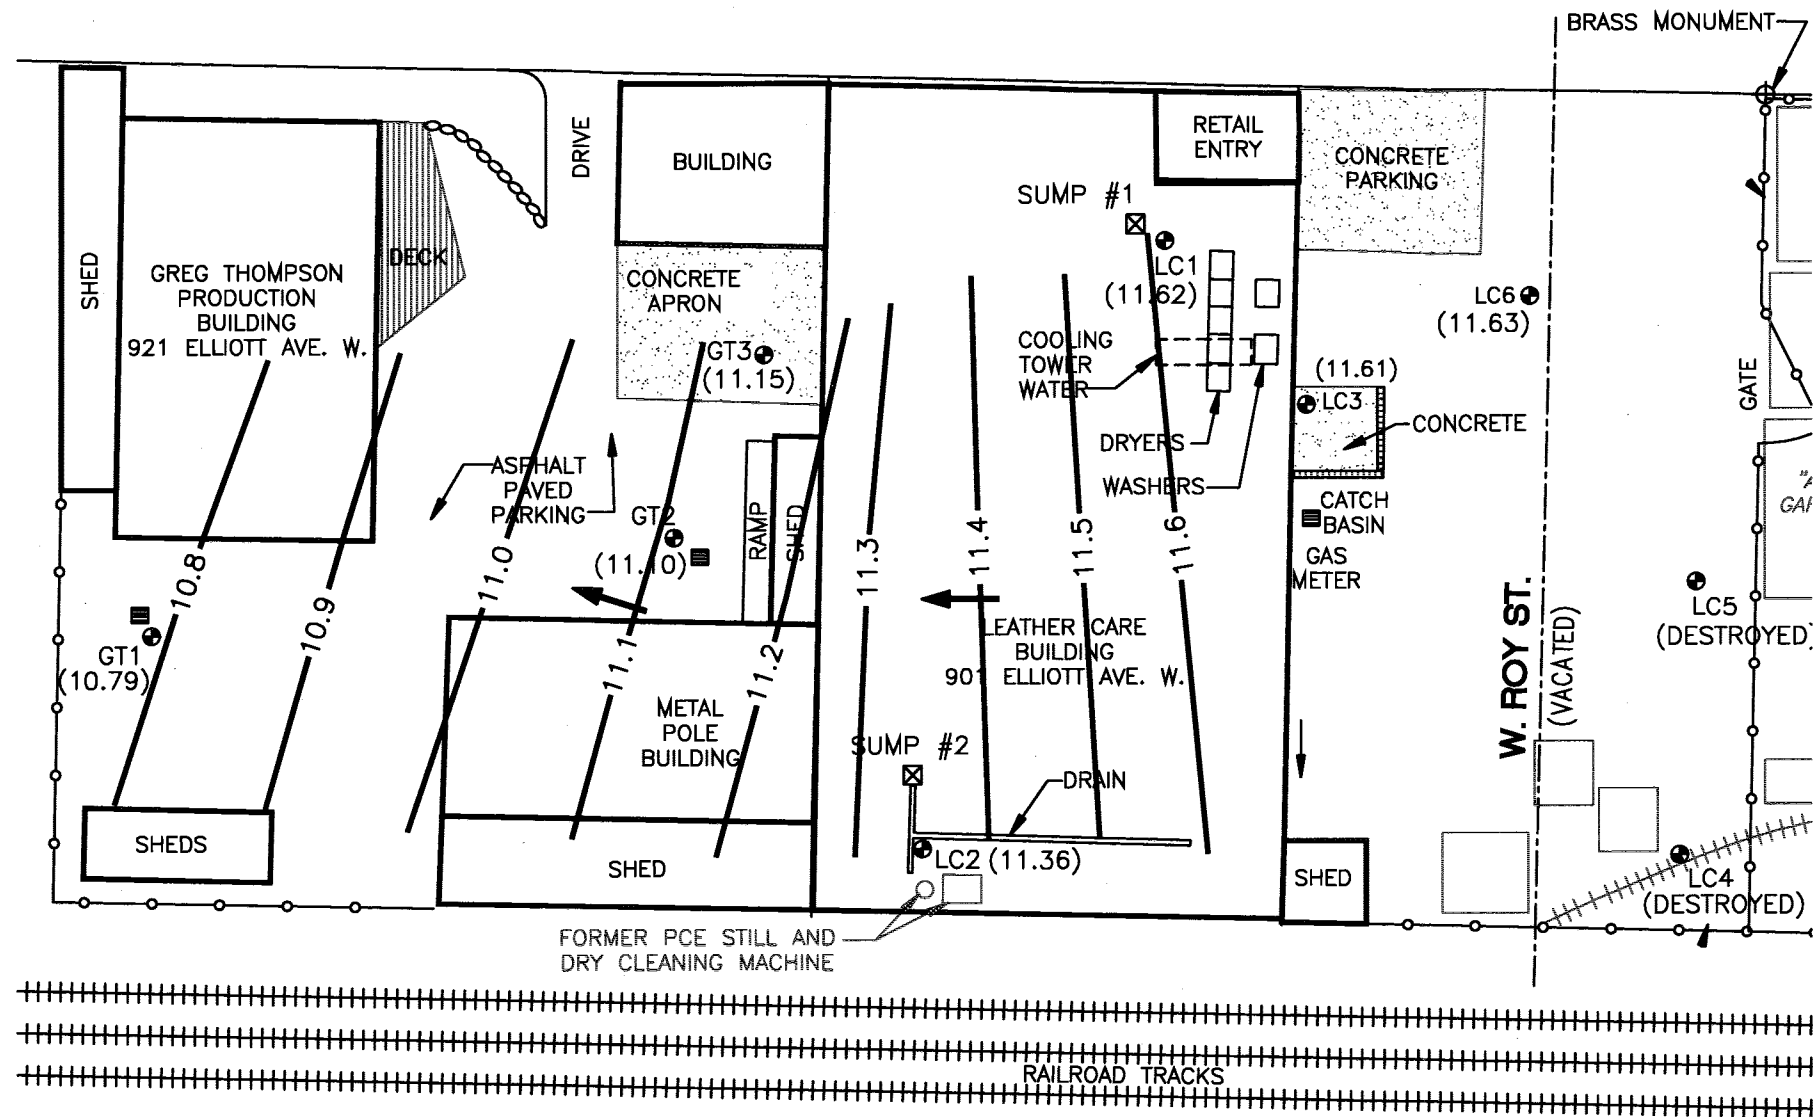 BRASS MONUMENT
RETAIL
ENTRY
BUILDING
DRIVE
CONCRETE
PARKING
SUMP #1
SHED
GREG THOMPSON
PRODUCTION
BUILDING
921 ELLIOTT AVE. W.
DECK
CONCRETE
APRON
LC1
(11.62)
LC6
(11.63)
GT3
(11.15)
COOLING
TOWER
WATER
(11.61)
LC3
GATE
CONCRETE
DRYERS
WASHERS
ASPHALT
PAVED
PARKING
GT2
(11.10)
RAMP
SHED
CATCH
BASIN
GAS
METER
10.8
10.9
11.0
11.1
11.2
11.3
11.4
11.5
11.6
GT1
(10.79)
LEATHER CARE
BUILDING
901 ELLIOTT AVE. W.
W. ROY ST.
(VACATED)
LC5
(DESTROYED)
METAL
POLE
BUILDING
SUMP #2
DRAIN
SHEDS
SHED
LC2 (11.36)
SHED
LC4
(DESTROYED)
FORMER PCE STILL AND
DRY CLEANING MACHINE
RAILROAD TRACKS